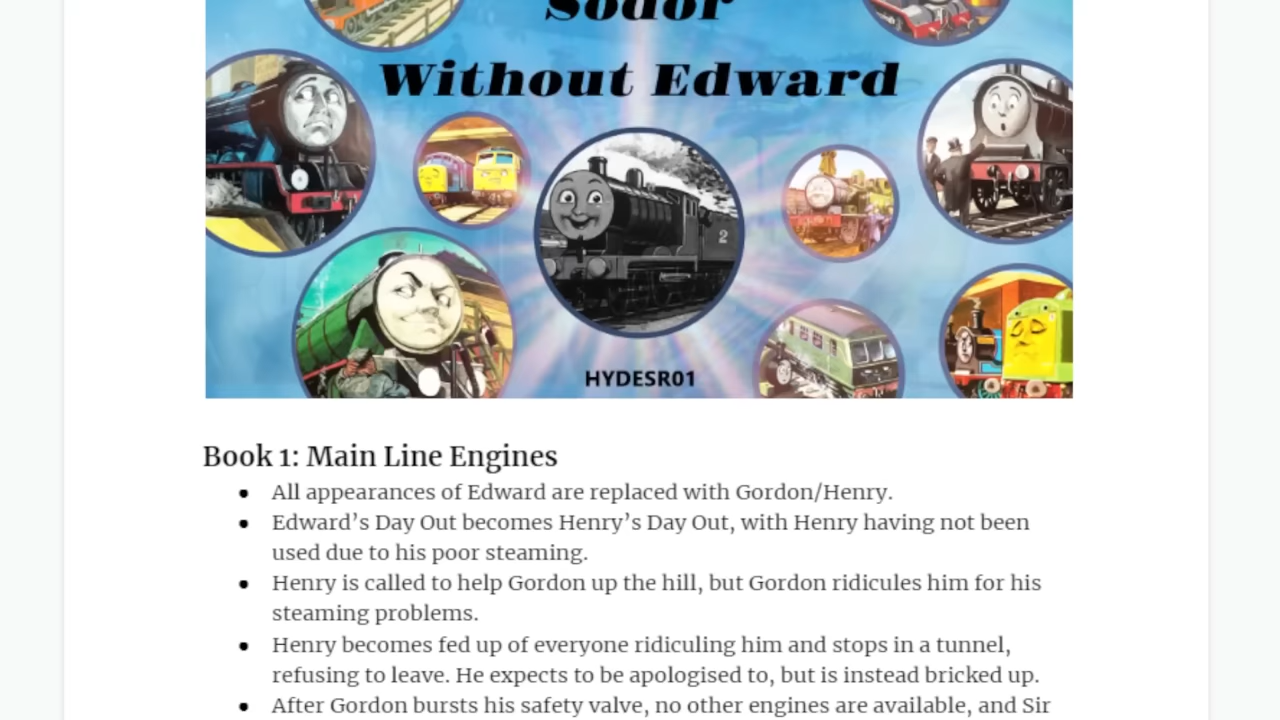 Sodor
Without Edward
2
HYDESR01
Book 1: Main Line Engines
• All appearances of Edward are replaced with Gordon/Henry.
• Edward’s Day Out becomes Henry’s Day Out, with Henry having not been
used due to his poor steaming.
• Henry is called to help Gordon up the hill, but Gordon ridicules him for his
steaming problems.
• Henry becomes fed up of everyone ridiculing him and stops in a tunnel,
refusing to leave. He expects to be apologised to, but is instead bricked up.
• After Gordon bursts his safety valve, no other engines are available, and Sir